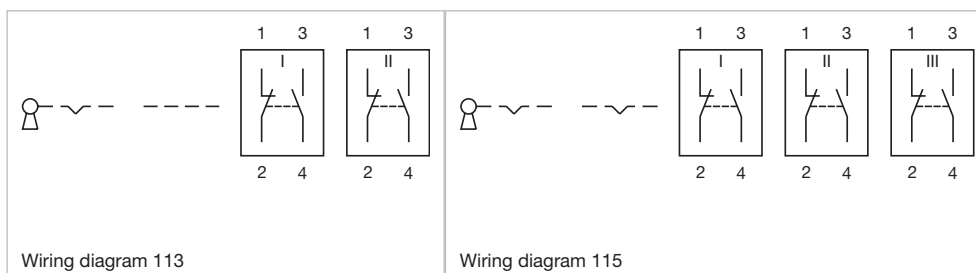 1 3 1 3
I II
2 4 2 4
Wiring diagram 113
1 3 1 3 1 3
I II III
2 4 2 4 2 4
Wiring diagram 115